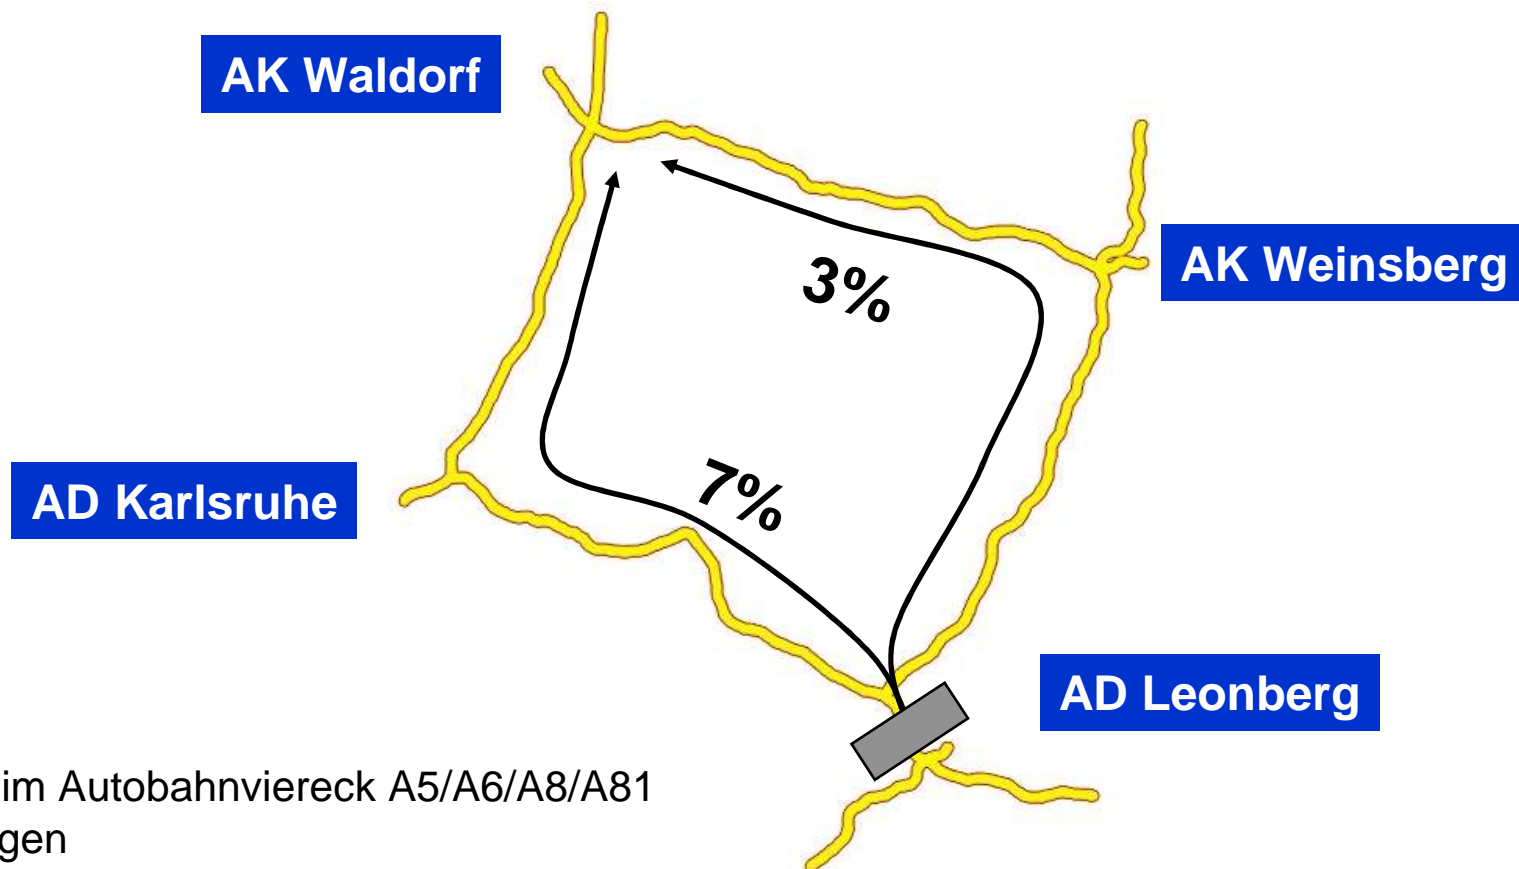 AK Waldorf
AK Weinsberg
3%
7%
AD Karlsruhe
AD Leonberg
im Autobahnviereck A5/A6/A8/A81
gen